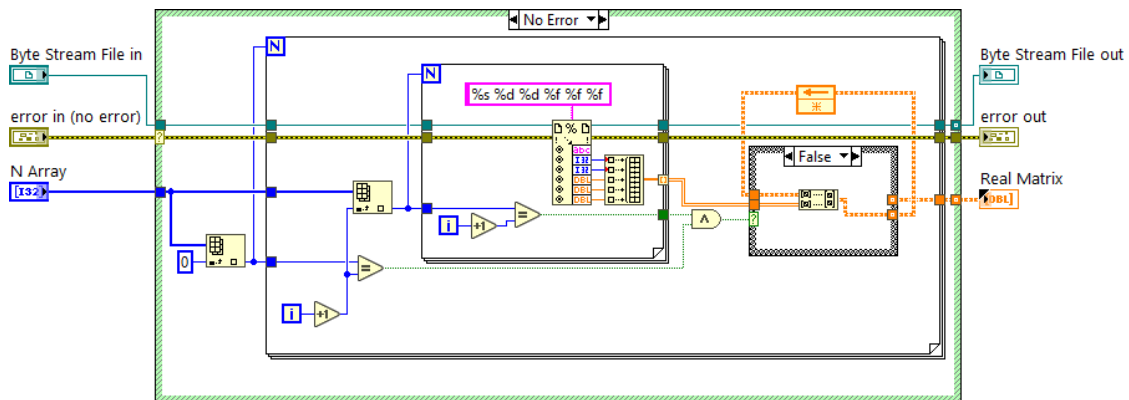 No Error
Byte Stream File in
Byte Stream File out
N
N
%s %d %d %f %f %f
error in (no error)
error out
?
%
!
abc
False
N Array
I32
Real Matrix
[I32]
I32
DBL]
DBL
DBL
DBL
i
+1
=
∧
?
0
=
i
+1